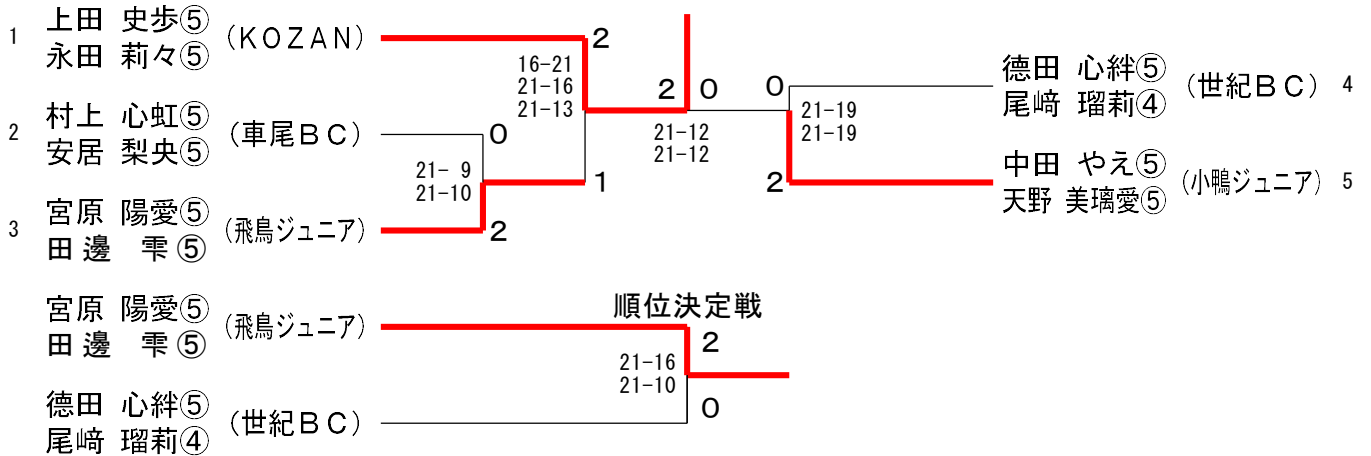 1
上田 史歩⑤
永田 莉々⑤
(KOZAN)
2
村上 心虹⑤
安居 梨央⑤
(車尾BC)
3
宮原 陽愛⑤
田邊 雫⑤
(飛鳥ジュニア)
2
16-21
21-16
21-13
0
21- 9
21-10
1
2
2
0
21-12
21-12
0
21-19
21-19
2
德田 心絆⑤
尾﨑 瑠莉④
(世紀BC)
4
中田 やえ⑤
天野 美璃愛⑤
(小鴨ジュニア)
5
順位決定戦
宮原 陽愛⑤
田邊 雫⑤
(飛鳥ジュニア)
2
21-16
21-10
0
德田 心絆⑤
尾﨑 瑠莉④
(世紀BC)